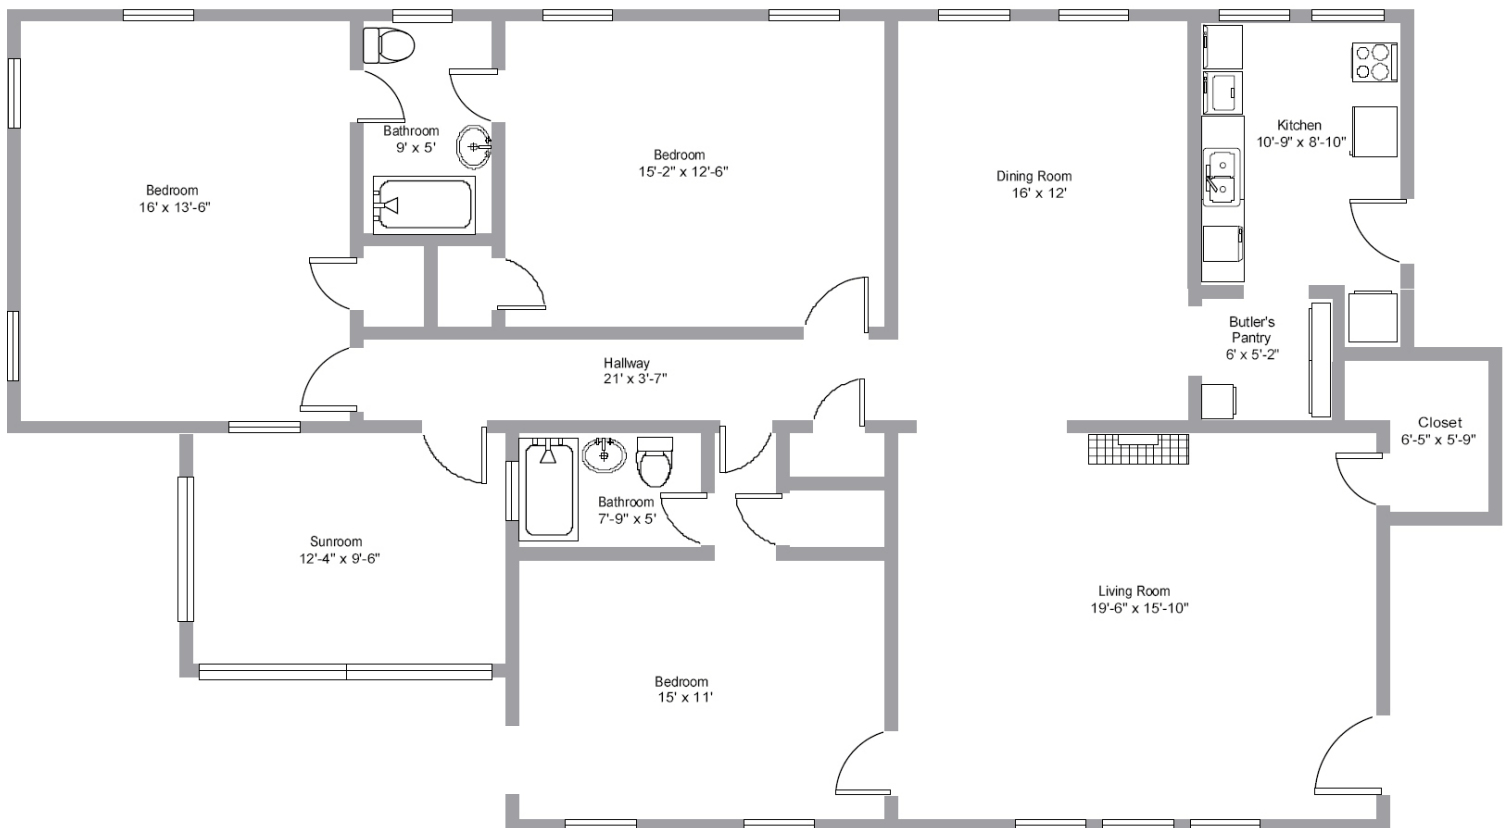 Bathroom
9' x 5'
Bedroom
16' x 13'-6"
Bedroom
15'-2" x 12'-6"
Dining Room
16' x 12'
Kitchen
10'-9" x 8'-10"
Butler's
Pantry
6' x 5'-2"
Hallway
21' x 3'-7"
Closet
6'-5" x 5'-9"
Bathroom
7'-9" x 5'
Sunroom
12'-4" x 9'-6"
Living Room
19'-6" x 15'-10"
Bedroom
15' x 11'